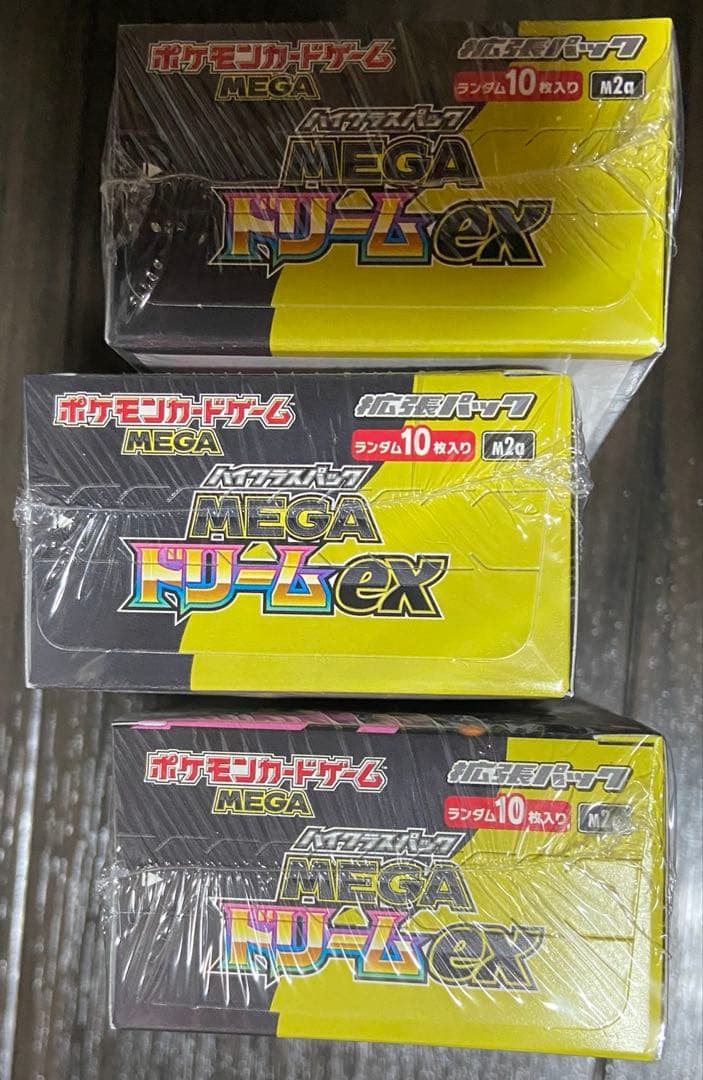 ポケモンカードゲーム
MEGA
拡張パック
ランダム10枚入り M2a
ハイクラスパック
MEGA
ドリームex
ポケモンカードゲーム
MEGA
拡張パック
ランダム10枚入り M2a
ハイクラスパック
MEGA
ドリームex
ポケモンカードゲーム
MEGA
拡張パック
ランダム10枚入り M2a
ハイクラスパック
MEGA
ドリームex